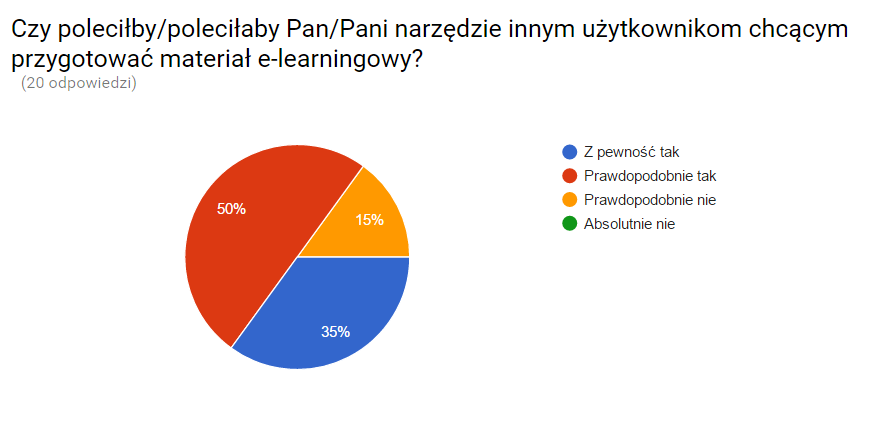 Czy poleciłby/poleciłaby Pan/Pani narzędzie innym użytkownikom chcącym
przygotować materiał e-learningowy?
(20 odpowiedzi)
Z pewność tak
Prawdopodobnie tak
Prawdopodobnie nie
Absolutnie nie
50%
15%
35%